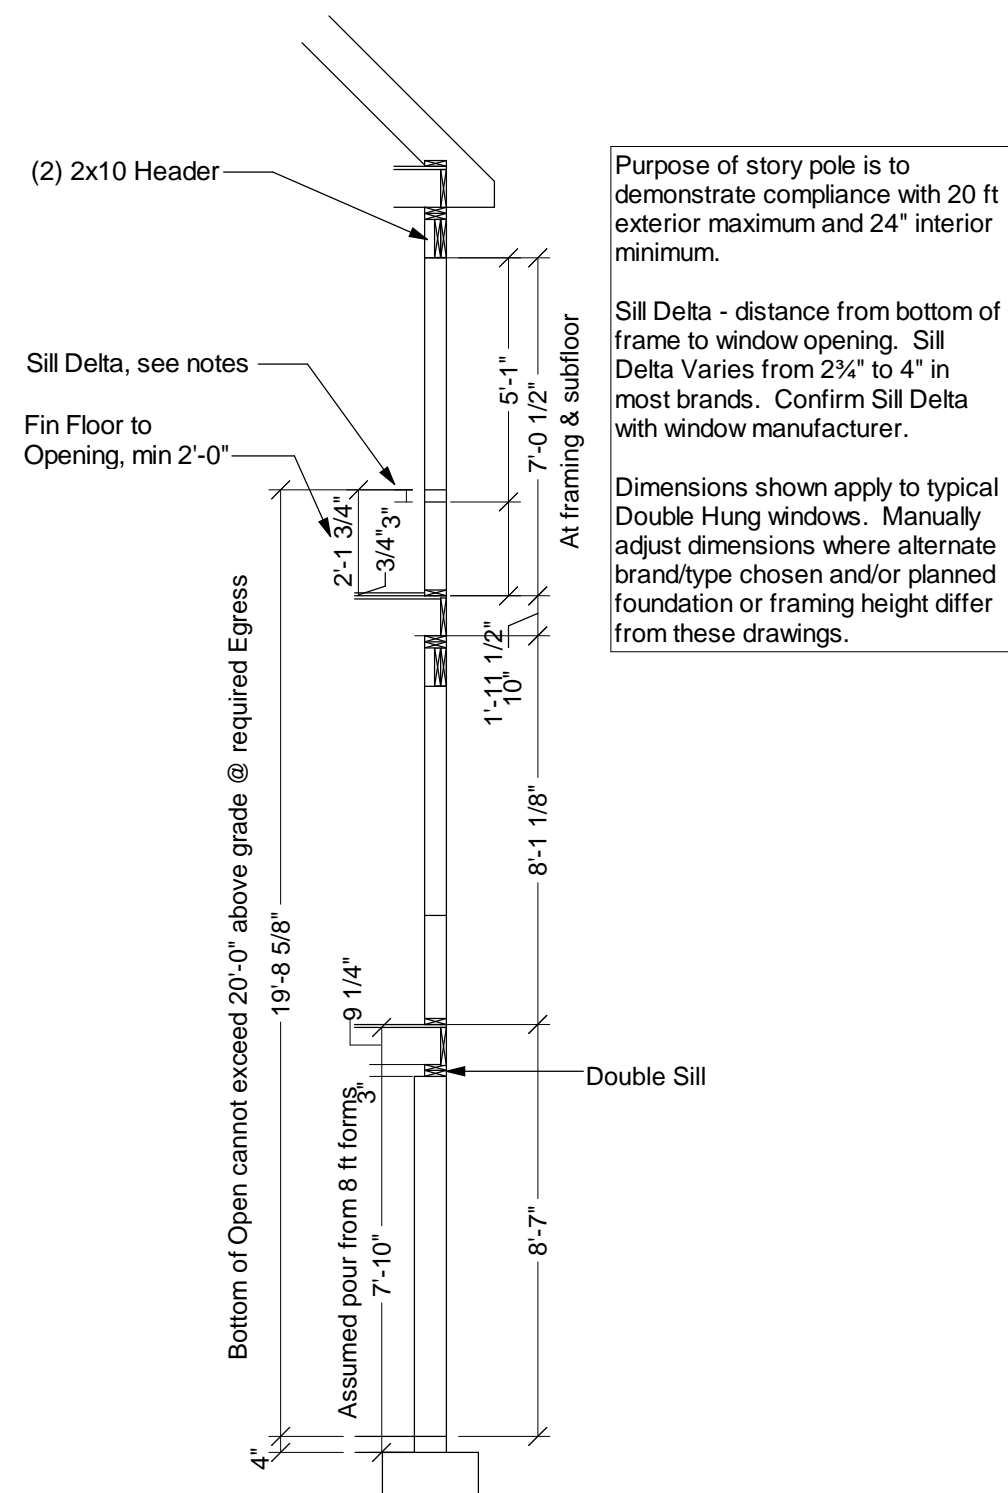 (2) 2x10 Header
Purpose of story pole is to
demonstrate compliance with 20 ft
exterior maximum and 24" interior
minimum.
Sill Delta - distance from bottom of
frame to window opening.  Sill
Delta Varies from 2¾" to 4" in
most brands.  Confirm Sill Delta
with window manufacturer.
Dimensions shown apply to typical
Double Hung windows.  Manually
adjust dimensions where alternate
brand/type chosen and/or planned
foundation or framing height differ
from these drawings.
Sill Delta, see notes
Fin Floor to
Opening, min 2'-0"
5'-1"
7'-0 1/2"
At framing & subfloor
2'-1 3/4"
3/4"
3"
1'-11 1/2"
10"
Bottom of Open cannot exceed 20'-0" above grade @ required Egress
19'-8 5/8"
8'-1 1/8"
9 1/4"
3"
Double Sill
Assumed pour from 8 ft forms
7'-10"
8'-7"
4"